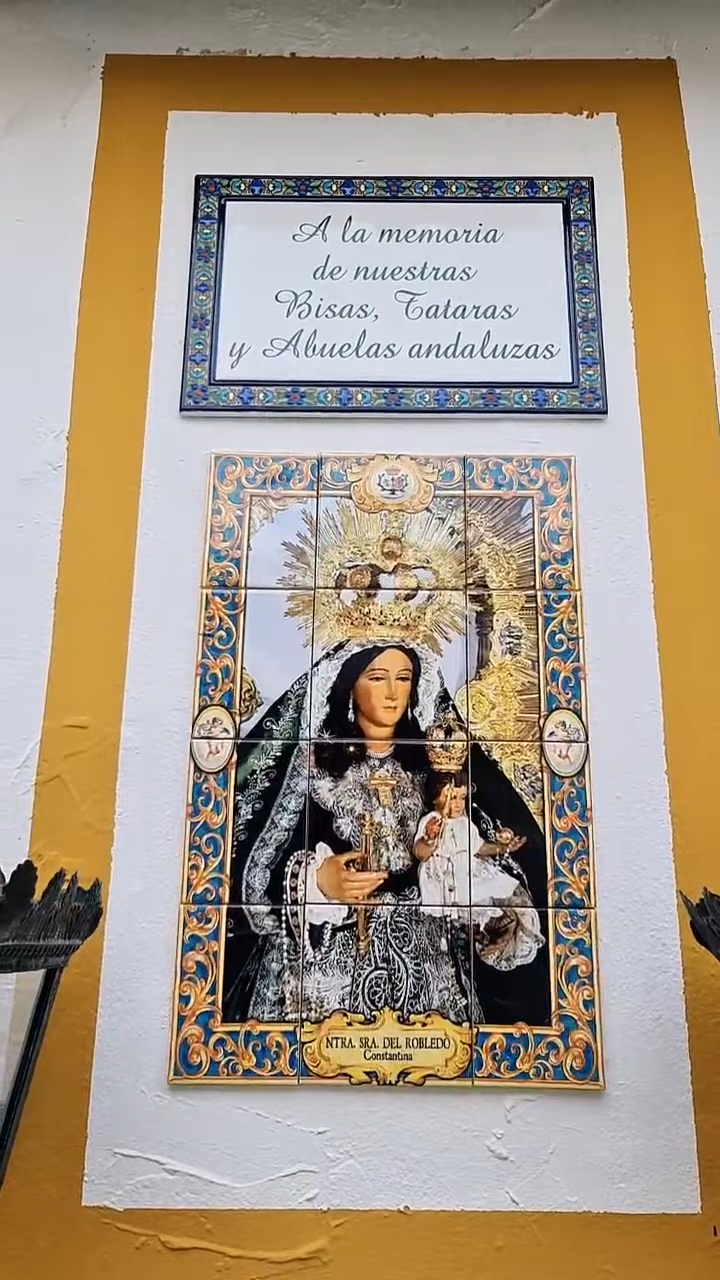 A la memoria
de nuestras
Bisas, Tataras
y Abuelas andaluzas
NTRA. SRA. DEL ROBLEDO
Constantina